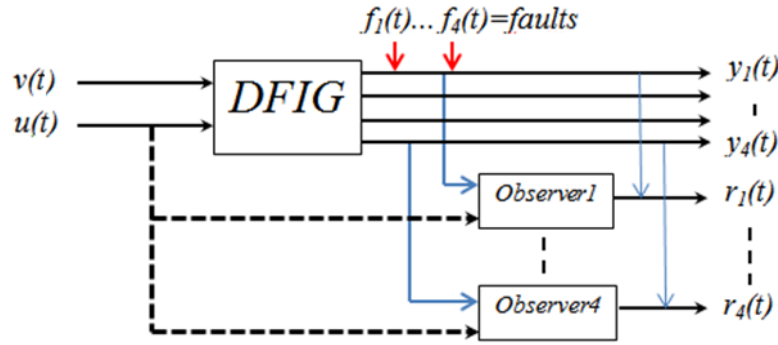 f1(t)... f4(t)=faults
v(t)
u(t)
DFIG
y1(t)
y4(t)
Observer1
r1(t)
Observer4
r4(t)